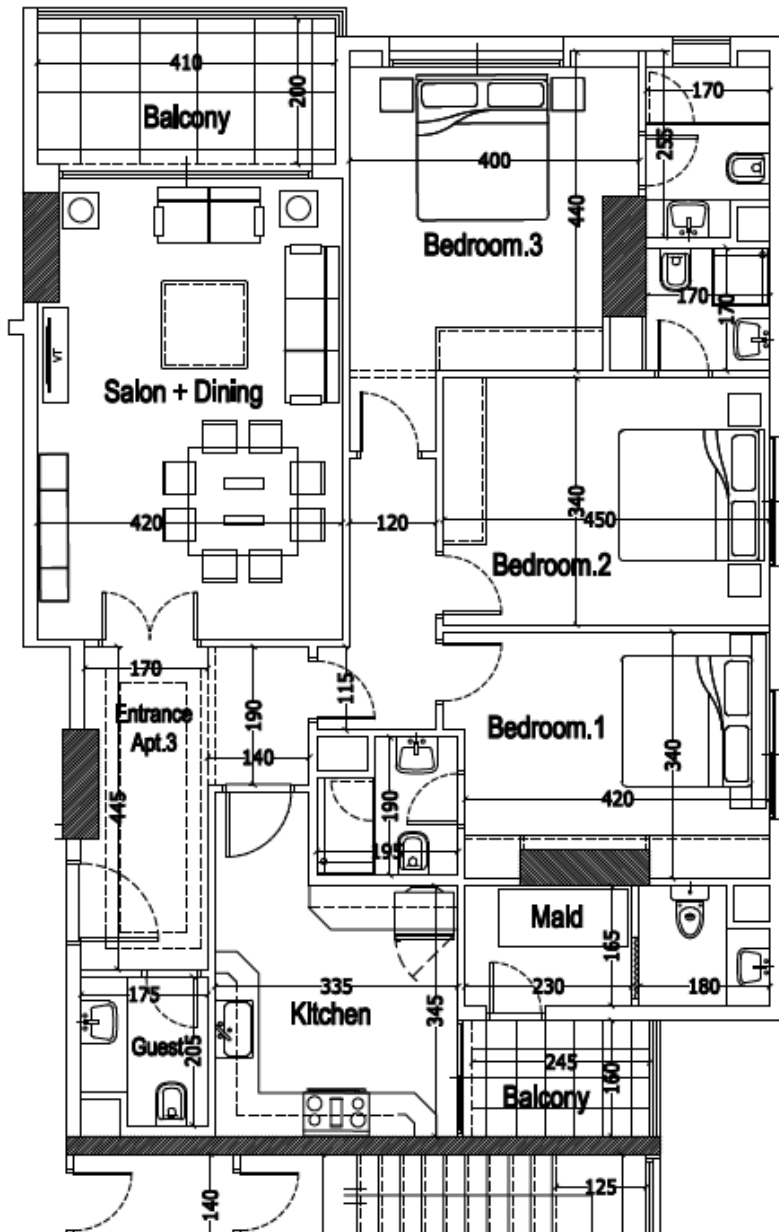 410
200
Balcony
170
255
400
440
Bedroom.3
170
170
VT
Salon + Dining
420
120
340
450
Bedroom.2
170
190
115
Entrance
Apt.3
140
Bedroom.1
340
420
445
190
195
Maid
165
230
180
335
345
Kitchen
175
Guest
205
245
160
Balcony
140
125